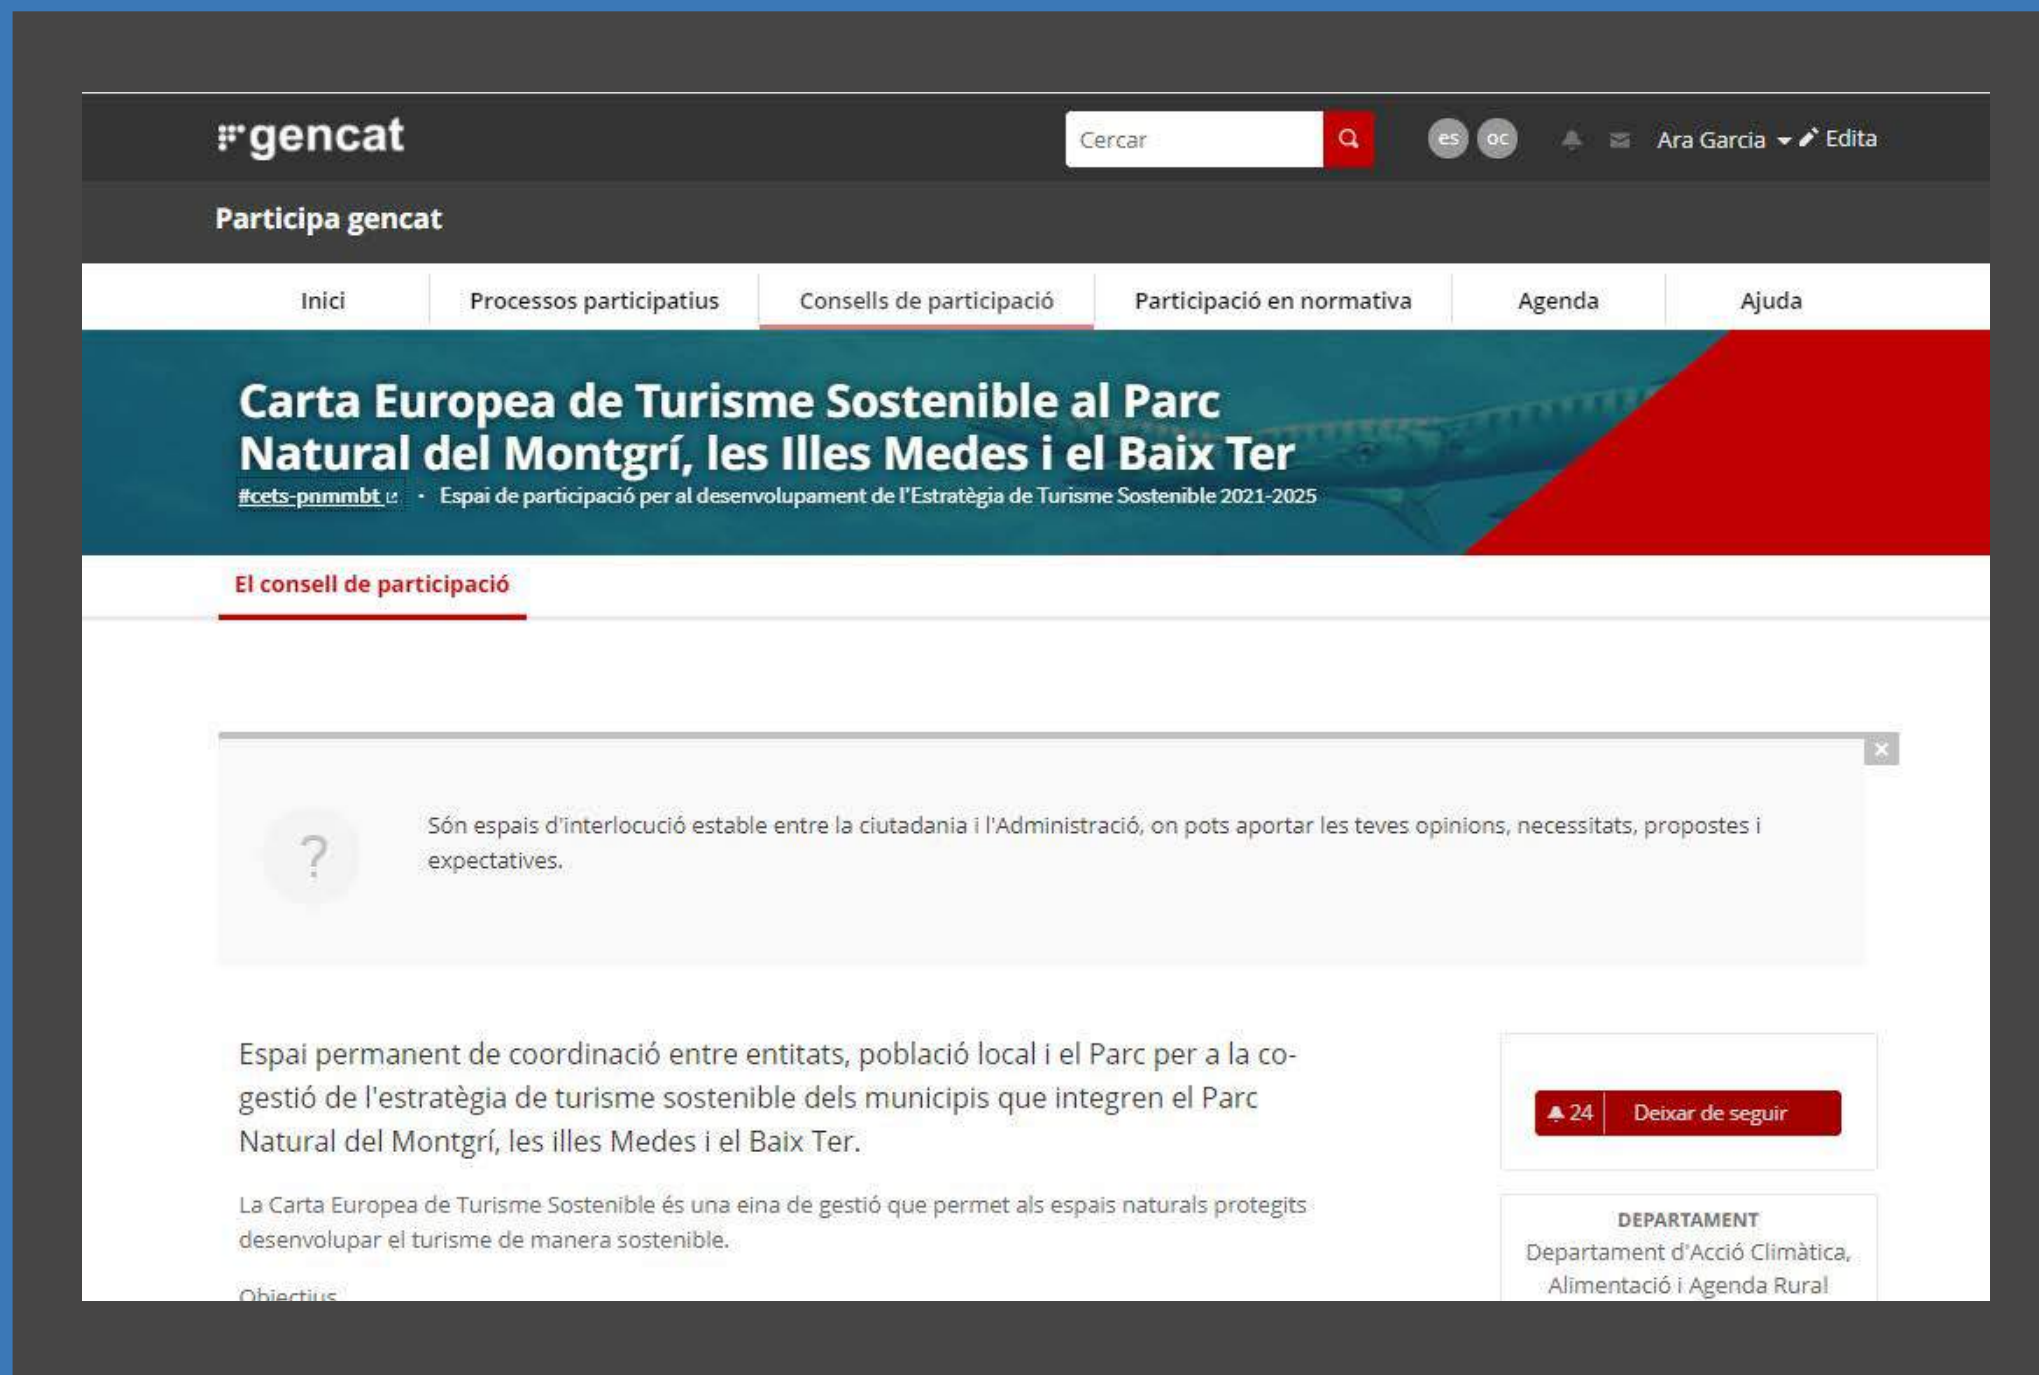 gencat
Cercar
es oc
Ara Garcia
Edita
Participa gencat
Inici
Processos participatius
Consells de participació
Participació en normativa
Agenda
Ajuda
Carta Europea de Turisme Sostenible al Parc
Natural del Montgrí, les Illes Medes i el Baix Ter
#cets-pnmmbt · Espai de participació per al desenvolupament de l'Estratègia de Turisme Sostenible 2021-2025
El consell de participació
Són espais d'interlocució estable entre la ciutadania i l'Administració, on pots aportar les teves opinions, necessitats, propostes i
expectatives.
Espai permanent de coordinació entre entitats, població local i el Parc per a la co-
gestió de l'estratègia de turisme sostenible dels municipis que integren el Parc
Natural del Montgrí, les illes Medes i el Baix Ter.
La Carta Europea de Turisme Sostenible és una eina de gestió que permet als espais naturals protegits
desenvolupar el turisme de manera sostenible.
Objectius
24 Deixar de seguir
DEPARTAMENT
Departament d'Acció Climàtica,
Alimentació i Agenda Rural